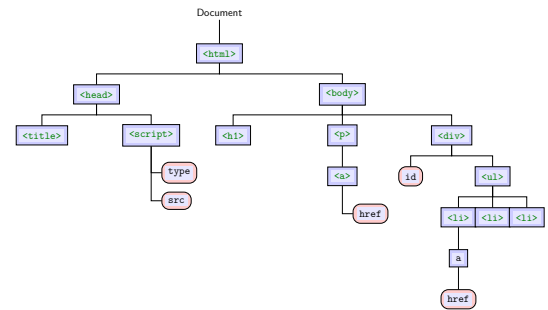 Document
<html>
<head>
<body>
<title>
<script>
<h1>
<p>
<div>
type
<a>
id
<ul>
src
href
<li>
<li>
<li>
a
href